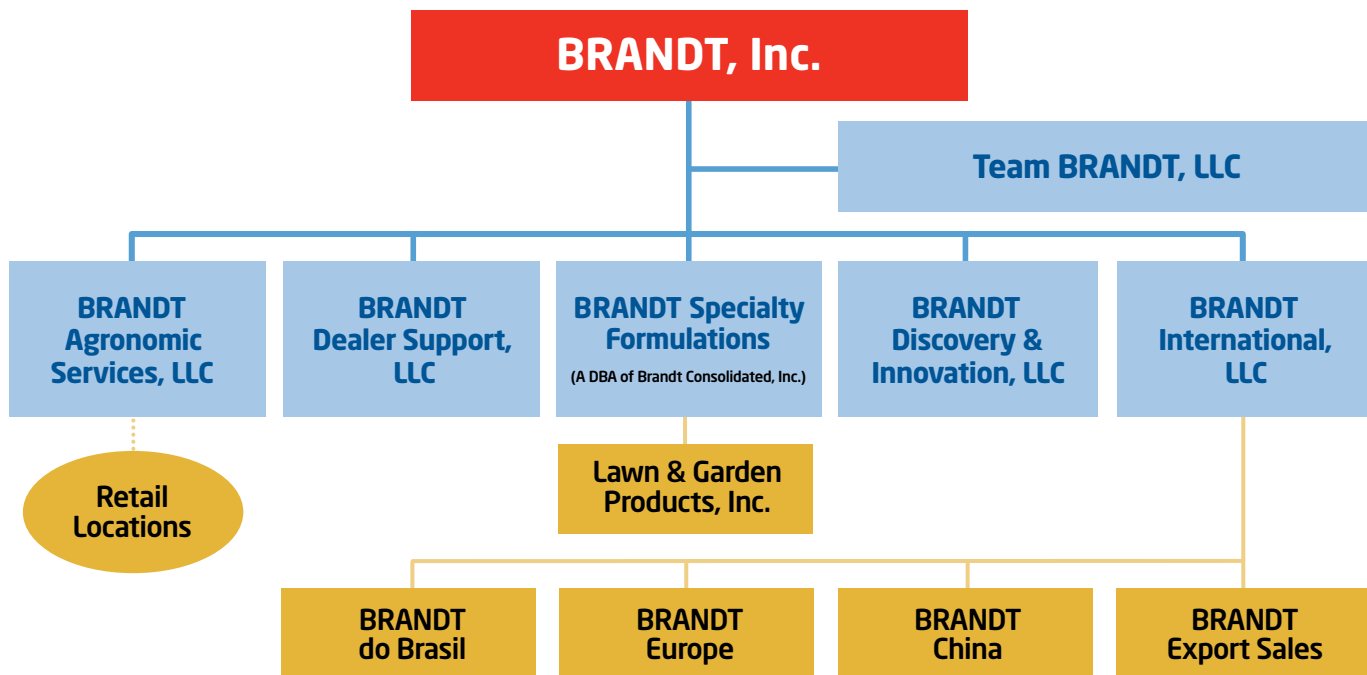 BRANDT, Inc.
Team BRANDT, LLC
BRANDT
Agronomic
Services, LLC
BRANDT
Dealer Support,
LLC
BRANDT Specialty
Formulations
(A DBA of Brandt Consolidated, Inc.)
BRANDT
Discovery &
Innovation, LLC
BRANDT
International,
LLC
Retail
Locations
Lawn & Garden
Products, Inc.
BRANDT
do Brasil
BRANDT
Europe
BRANDT
China
BRANDT
Export Sales